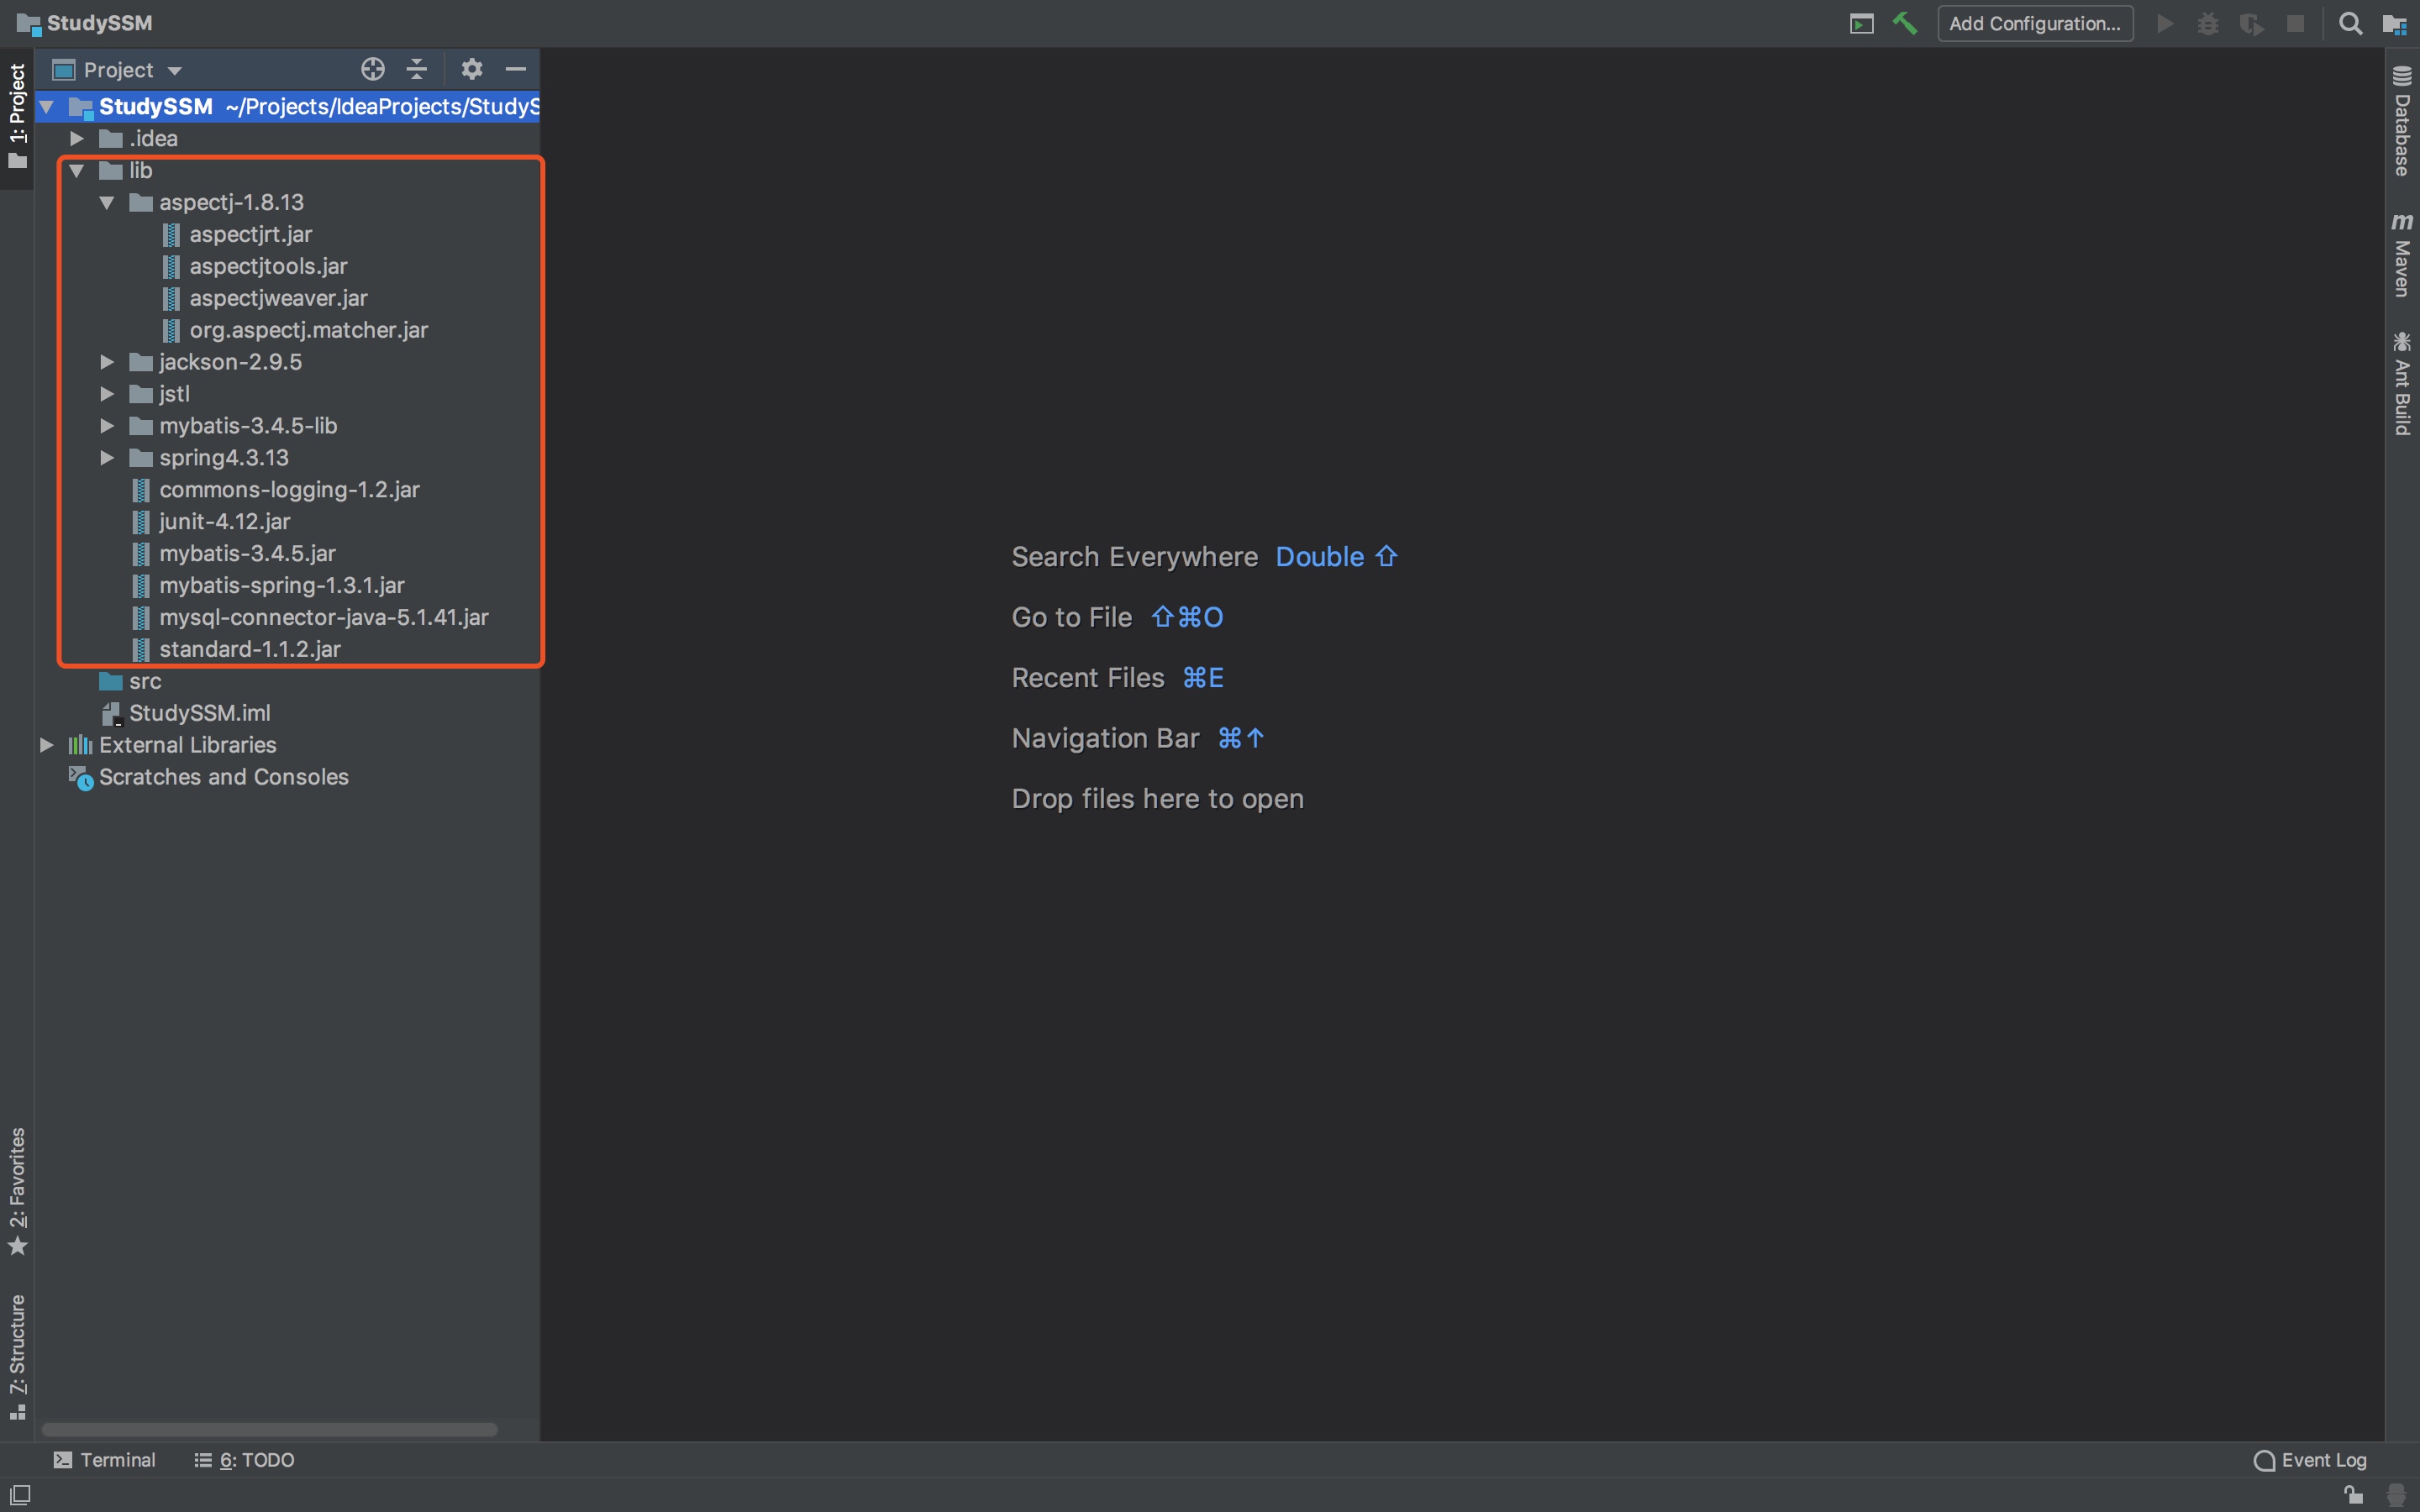 StudySSM
Add Configuration...
1: Project
Project
StudySSM ~/Projects/IdeaProjects/StudyS
.idea
lib
aspectj-1.8.13
aspectjrt.jar
aspectjtools.jar
aspectjweaver.jar
org.aspectj.matcher.jar
jackson-2.9.5
jstl
mybatis-3.4.5-lib
spring4.3.13
commons-logging-1.2.jar
junit-4.12.jar
mybatis-3.4.5.jar
mybatis-spring-1.3.1.jar
mysql-connector-java-5.1.41.jar
standard-1.1.2.jar
src
StudySSM.iml
External Libraries
Scratches and Consoles
Search Everywhere Double ⇧
Go to File ⇧⌘O
Recent Files ⌘E
Navigation Bar ⌘↑
Drop files here to open
Database
m Maven
Ant Build
2: Favorites
7: Structure
Terminal
6: TODO
Event Log